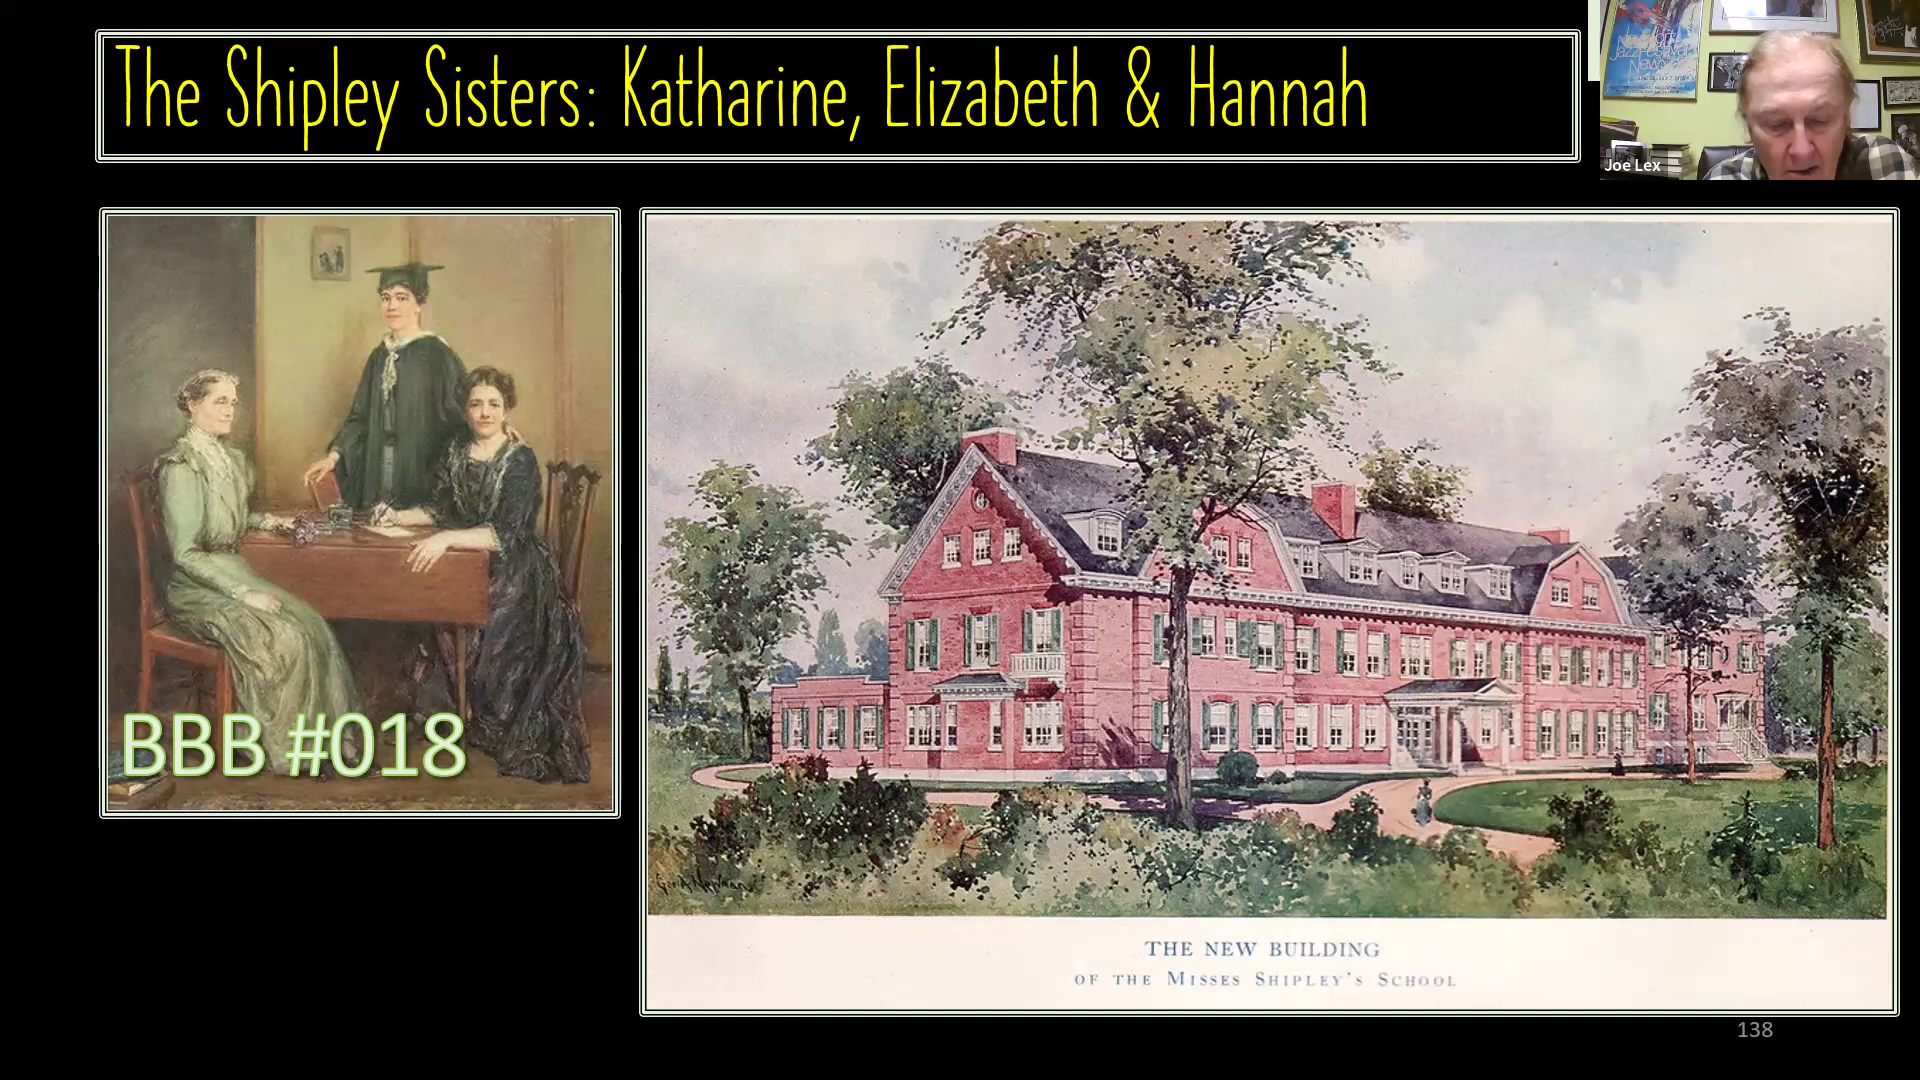 The Shipley Sisters: Katharine, Elizabeth & Hannah
Joe Lex
BBB #018
THE NEW BUILDING
OF THE MISSES SHIPLEY'S SCHOOL
138